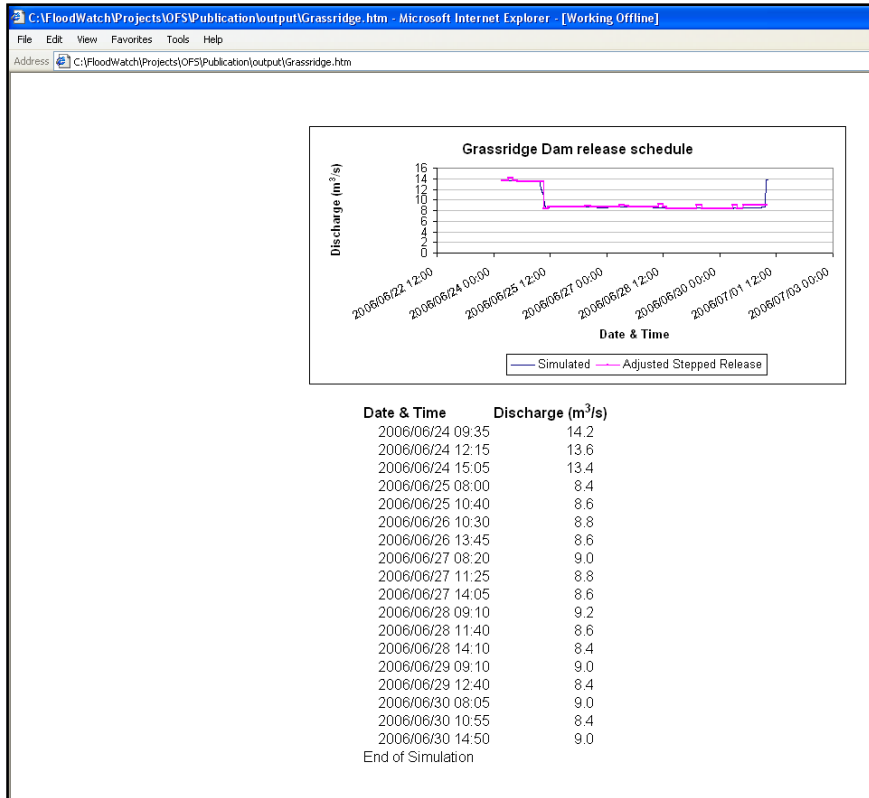 C:\FloodWatch\Projects\OFS\Publication\output\Grassridge.htm - Microsoft Internet Explorer - [Working Offline]
File Edit View Favorites Tools Help
Address C:\FloodWatch\Projects\OFS\Publication\output\Grassridge.htm
Grassridge Dam release schedule
Discharge (m³/s)
16
14
12
10
8
6
4
2
0
2006/06/22 12:00
2006/06/24 00:00
2006/06/25 12:00
2006/06/27 00:00
2006/06/28 12:00
2006/06/30 00:00
2006/07/01 12:00
2006/07/03 00:00
Date & Time
Simulated Adjusted Stepped Release
Date & Time Discharge (m³/s)
2006/06/24 09:35 14.2
2006/06/24 12:15 13.6
2006/06/24 15:05 13.4
2006/06/25 08:00 8.4
2006/06/25 10:40 8.6
2006/06/26 10:30 8.8
2006/06/26 13:45 8.6
2006/06/27 08:20 9.0
2006/06/27 11:25 8.8
2006/06/27 14:05 8.6
2006/06/28 09:10 9.2
2006/06/28 11:40 8.6
2006/06/28 14:10 8.4
2006/06/29 09:10 9.0
2006/06/29 12:40 8.4
2006/06/30 08:05 9.0
2006/06/30 10:55 8.4
2006/06/30 14:50 9.0
End of Simulation